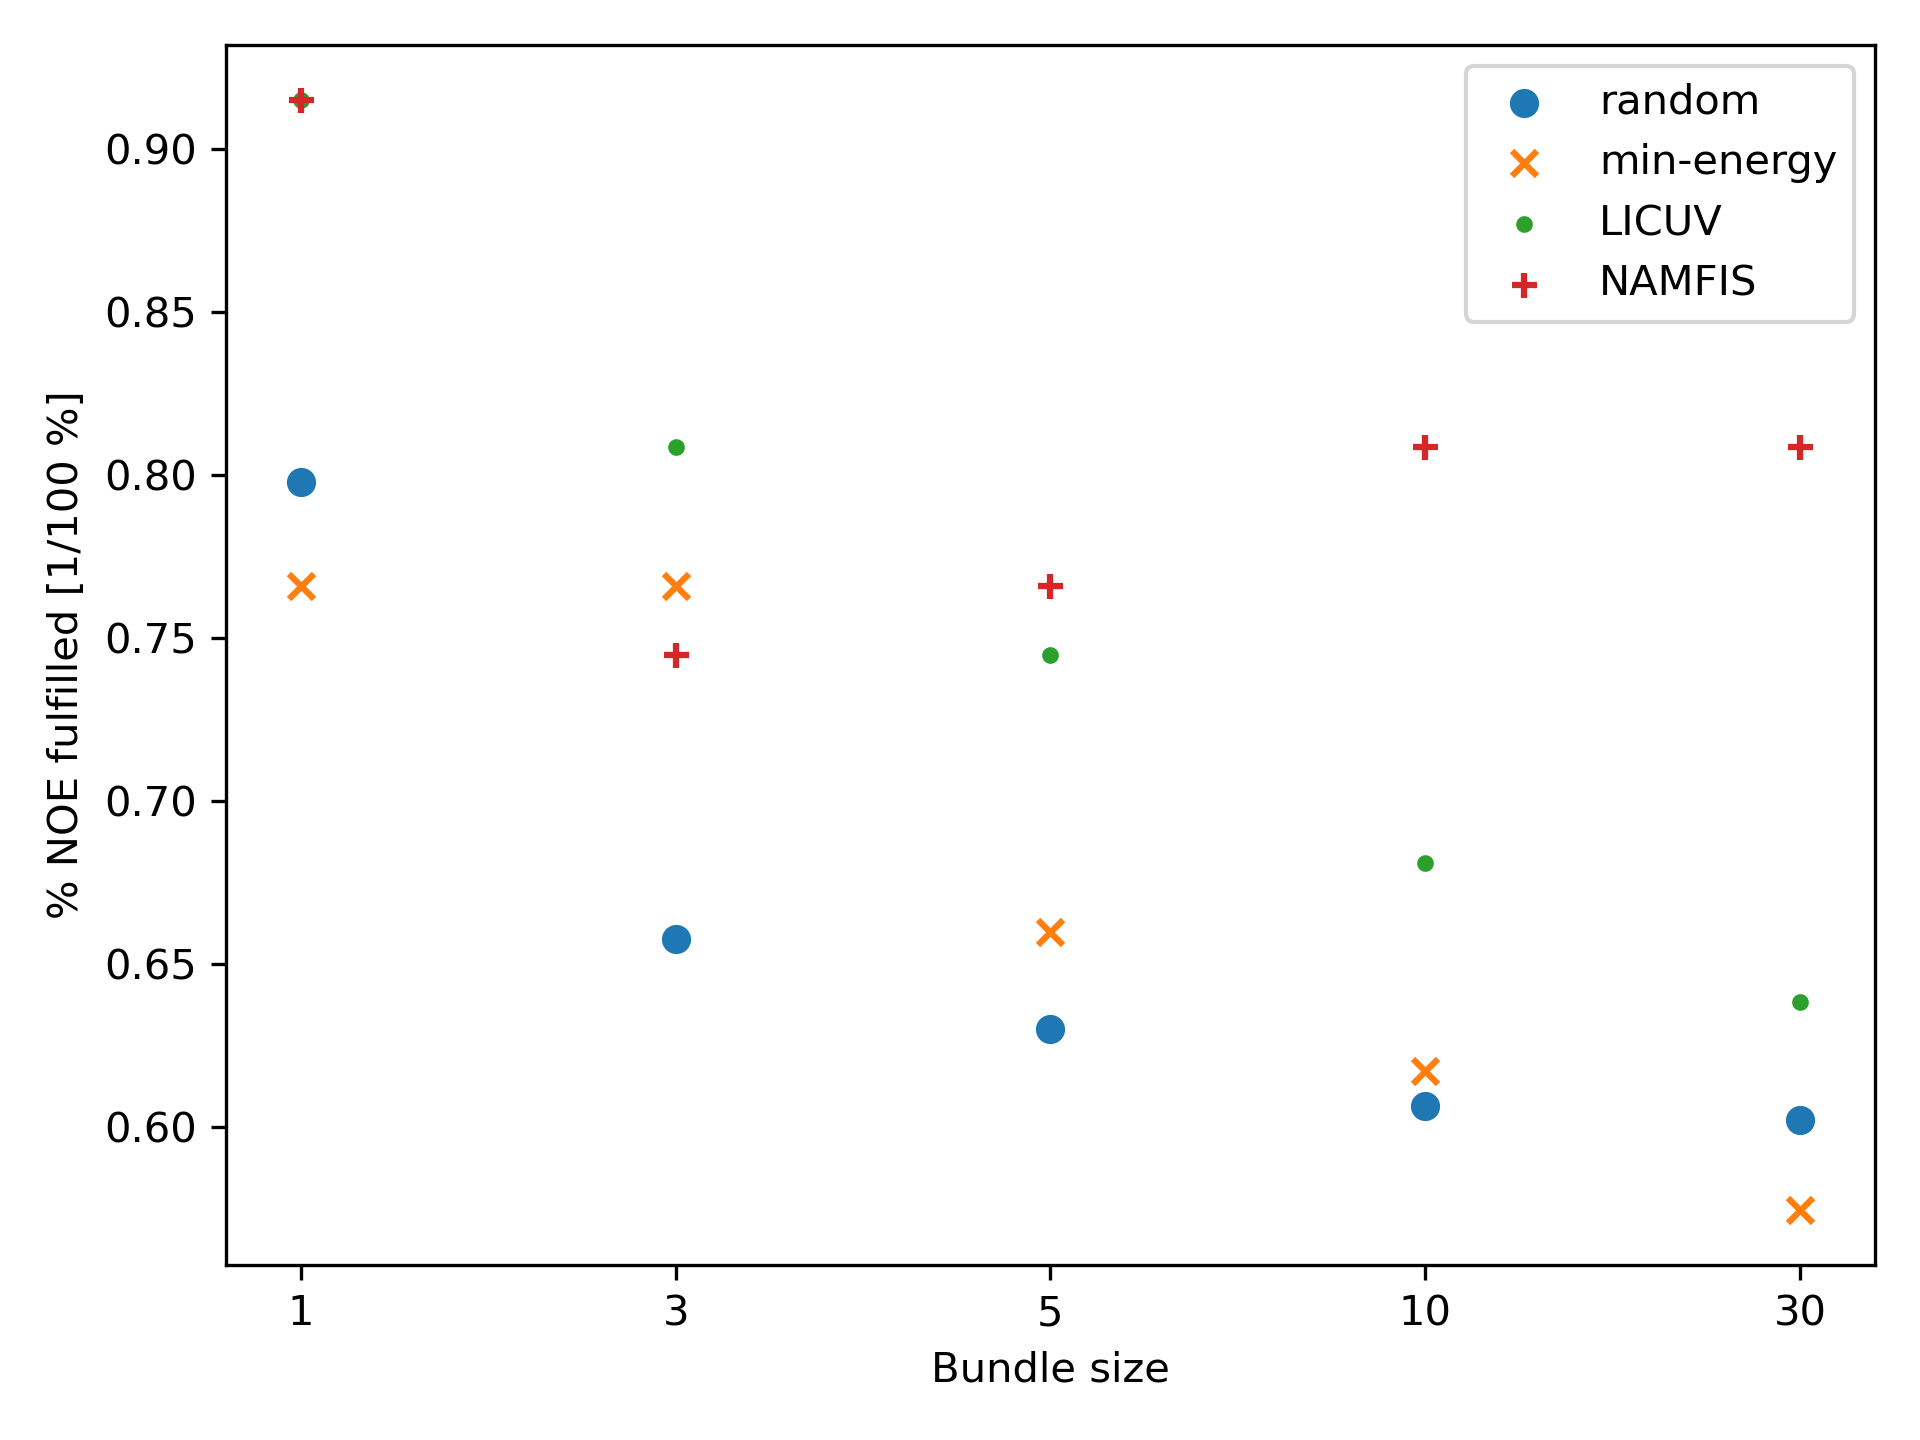 random
min-energy
LICUV
NAMFIS
0.90
0.85
0.80
0.75
0.70
0.65
0.60
% NOE fulfilled [1/100 %]
1 3 5 10 30
Bundle size